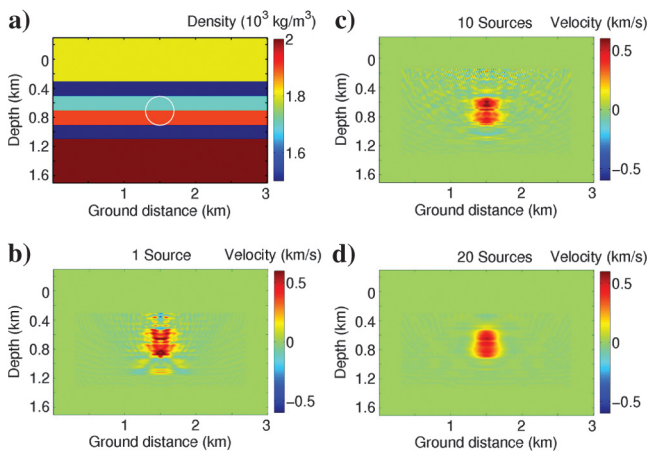 a)
Density (10³ kg/m³)
0
0.4
0.8
1.2
1.6
Depth (km)
1
2
3
Ground distance (km)
2
1.8
1.6
b)
1 Source
Velocity (km/s)
0
0.4
0.8
1.2
1.6
Depth (km)
1
2
3
Ground distance (km)
0.5
0
−0.5
c)
10 Sources
Velocity (km/s)
0
0.4
0.8
1.2
1.6
Depth (km)
1
2
3
Ground distance (km)
0.5
0
−0.5
d)
20 Sources
Velocity (km/s)
0
0.4
0.8
1.2
1.6
Depth (km)
1
2
3
Ground distance (km)
0.5
0
−0.5